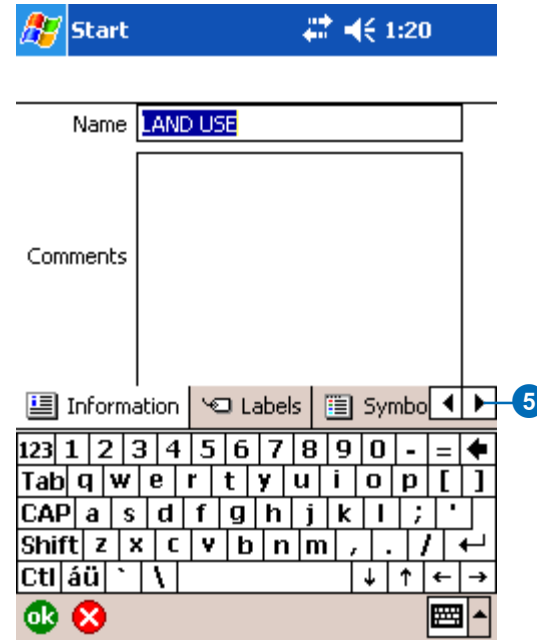 Start 1:20
Name LAND USE
Comments
Information Labels Symbo
5
123 1 2 3 4 5 6 7 8 9 0 - =
Tab q w e r t y u i o p [ ]
CAP a s d f g h j k l ; '
Shift z x c v b n m , . /
Ctl áü ` \
ok